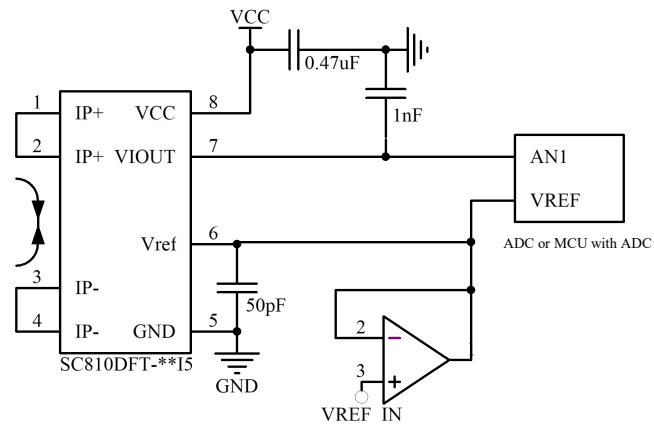 VCC
0.47uF
1nF
1 IP+ VCC 8
2 IP+ VIOUT 7
AN1
VREF
ADC or MCU with ADC
Vref 6
3 IP-
50pF
4 IP- GND 5
SC810DFT-**I5
GND
2 -
3 +
VREF IN